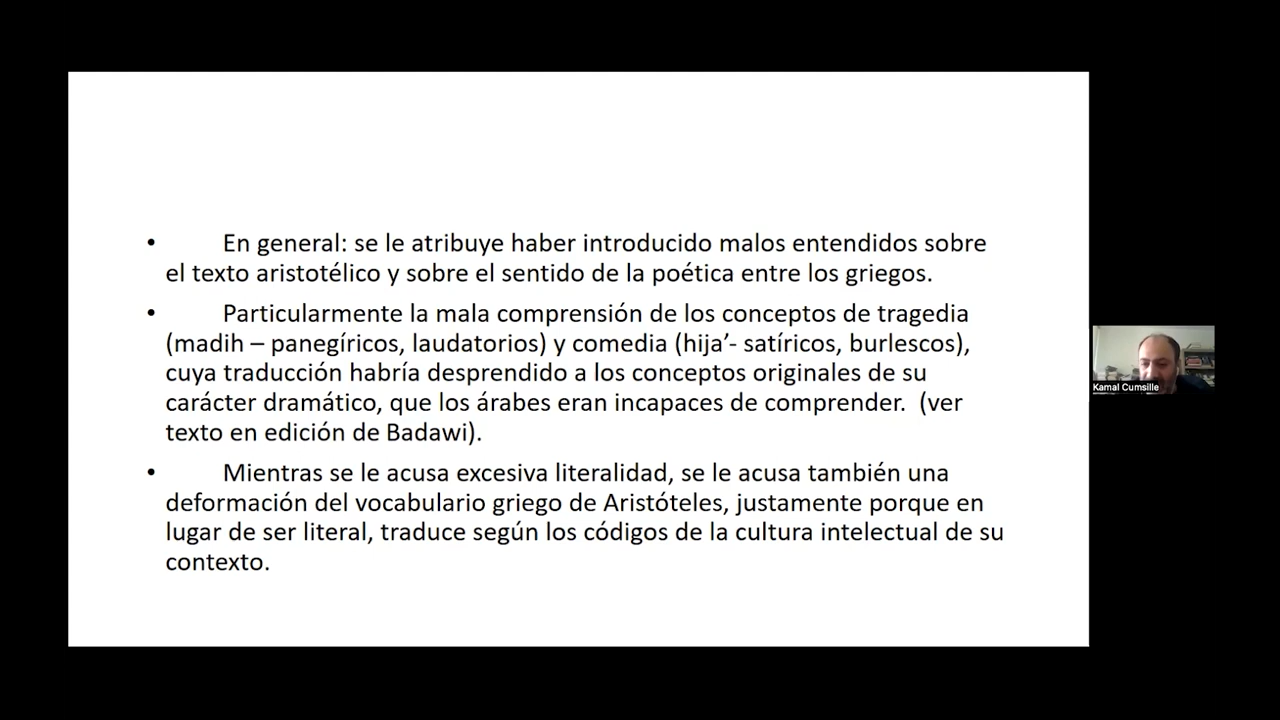 • En general: se le atribuye haber introducido malos entendidos sobre
el texto aristotélico y sobre el sentido de la poética entre los griegos.
• Particularmente la mala comprensión de los conceptos de tragedia
(madih – panegíricos, laudatorios) y comedia (hija’- satíricos, burlescos),
cuya traducción habría desprendido a los conceptos originales de su
carácter dramático, que los árabes eran incapaces de comprender.  (ver
texto en edición de Badawi).
• Mientras se le acusa excesiva literalidad, se le acusa también una
deformación del vocabulario griego de Aristóteles, justamente porque en
lugar de ser literal, traduce según los códigos de la cultura intelectual de su
contexto.
Kamal Cumsille